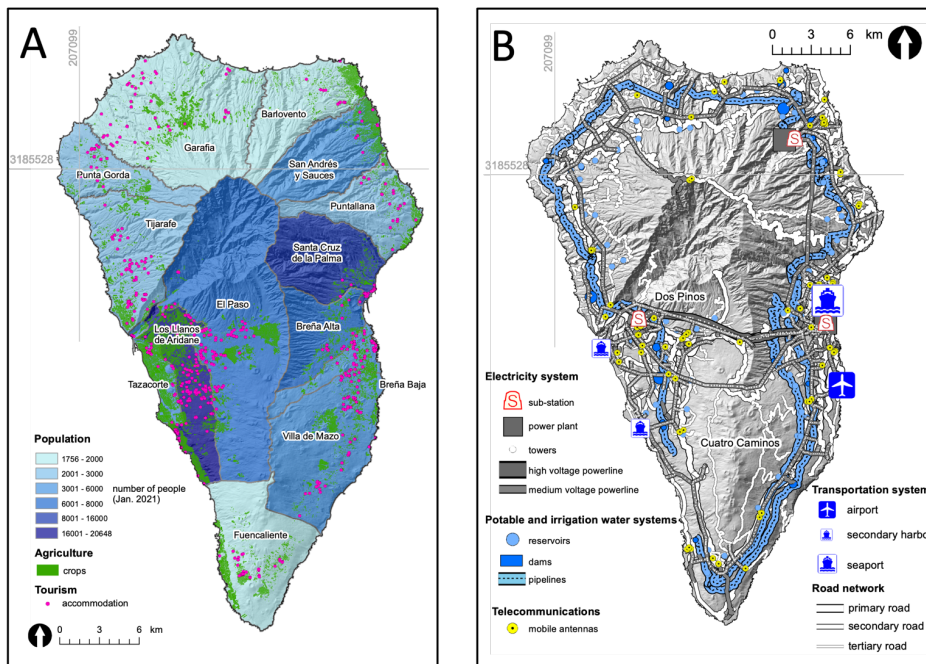 A
207099
3185528
Barlovento
Garafia
San Andrés
y Sauces
Punta Gorda
Puntallana
Tijarafe
Santa Cruz
de la Palma
El Paso
Los Llanos
de Aridane
Breña Alta
Tazacorte
Breña Baja
Villa de Mazo
Fuencaliente
Population
1756 - 2000
2001 - 3000
3001 - 6000
6001 - 8000
8001 - 16000
16001 - 20648
number of people
(Jan. 2021)
Agriculture
crops
Tourism
accommodation
0 3 6 km
B
0 3 6
km
207099
3185528
S
Dos Pinos
S
S
Cuatro Caminos
Electricity system
S sub-station
power plant
towers
high voltage powerline
medium voltage powerline
Potable and irrigation water systems
reservoirs
dams
pipelines
Telecommunications
mobile antennas
Transportation system
airport
secondary harbo
seaport
Road network
primary road
secondary road
tertiary road